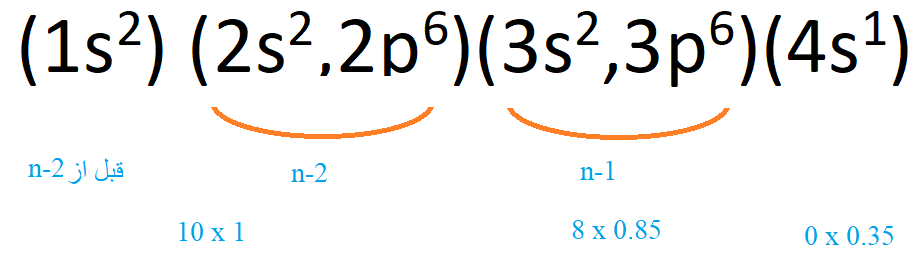 (1s²) (2s²,2p⁶)(3s²,3p⁶)(4s¹)
قبل از n-2 n-2 n-1
10 x 1 8 x 0.85 0 x 0.35